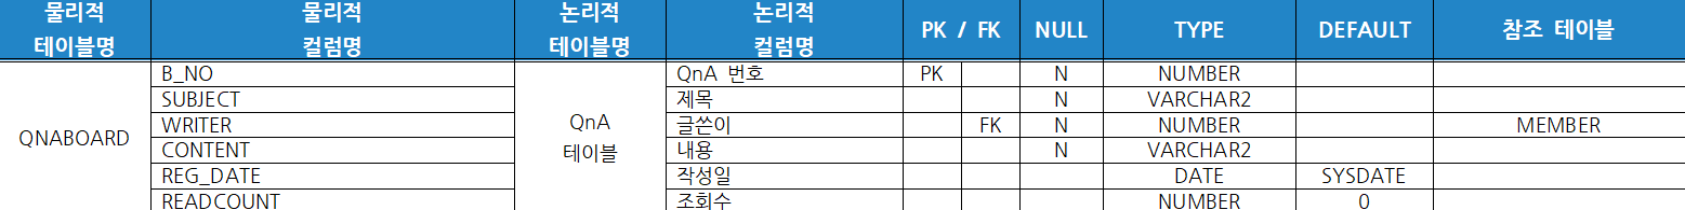 물리적 테이블명 물리적 컬럼명 논리적 테이블명 논리적 컬럼명 PK / FK NULL TYPE DEFAULT 참조 테이블
QNABOARD
QnA 테이블
B_NO QnA 번호 PK N NUMBER
SUBJECT 제목 N VARCHAR2
WRITER 글쓴이 FK N NUMBER MEMBER
CONTENT 내용 N VARCHAR2
REG_DATE 작성일 DATE SYSDATE
READCOUNT 조회수 NUMBER 0